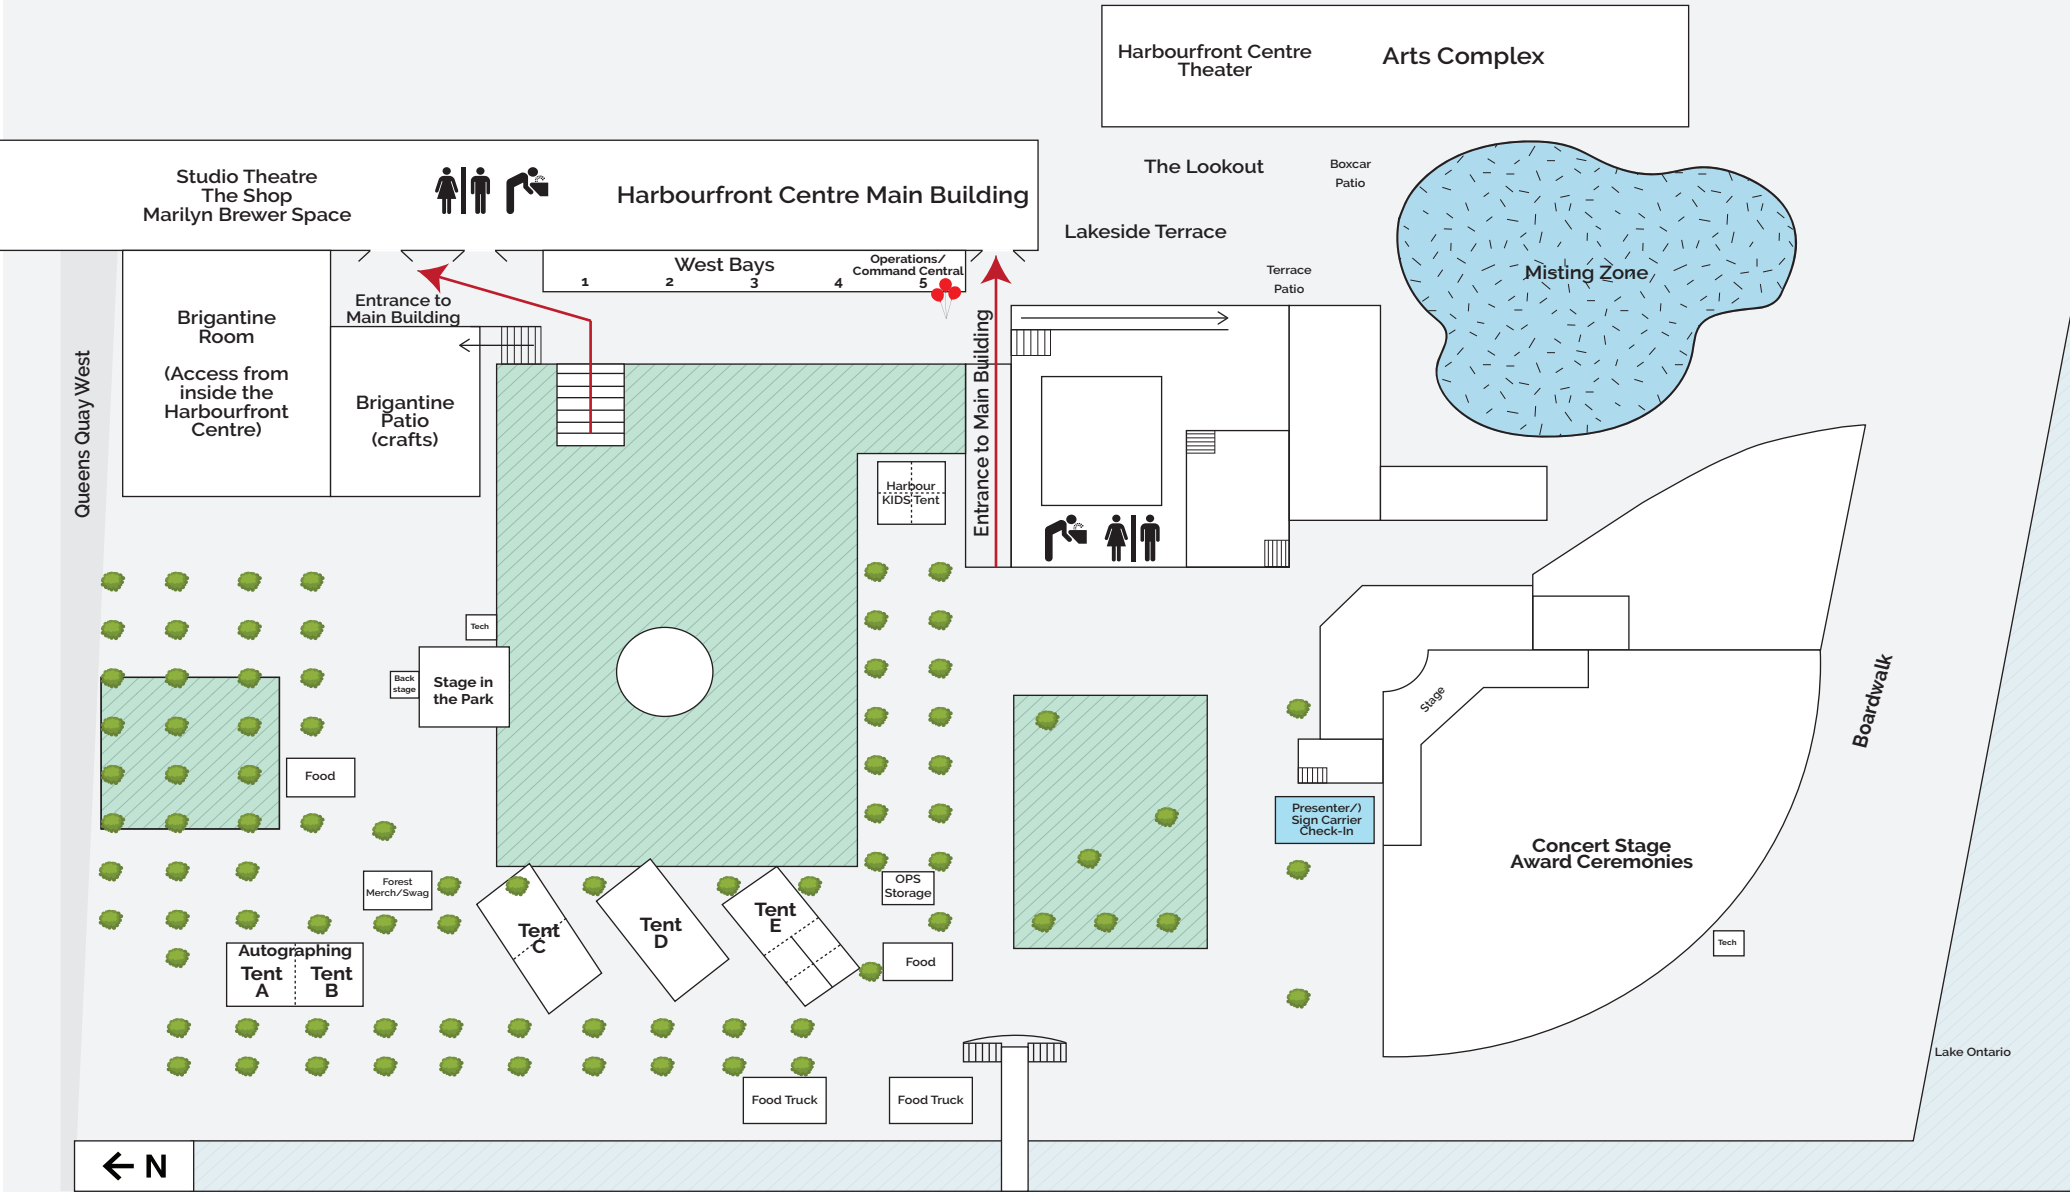 Harbourfront Centre
Theater
Arts Complex
Studio Theatre
The Shop
Marilyn Brewer Space
Harbourfront Centre Main Building
The Lookout
Boxcar
Patio
Lakeside Terrace
West Bays
Operations/
Command Central
1 2 3 4 5
Terrace
Patio
Misting Zone
Entrance to
Main Building
Brigantine
Room
(Access from
inside the
Harbourfront
Centre)
Brigantine
Patio
(crafts)
Queens Quay West
Entrance to Main Building
Harbour
KIDS Tent
Tech
Back
stage
Stage in
the Park
Stage
Boardwalk
Food
Presenter/)
Sign Carrier
Check-In
Concert Stage
Award Ceremonies
Forest
Merch/Swag
OPS
Storage
Tent
C
Tent
D
Tent
E
Autographing
Tent
A
Tent
B
Food
Tech
Lake Ontario
Food Truck
Food Truck
N